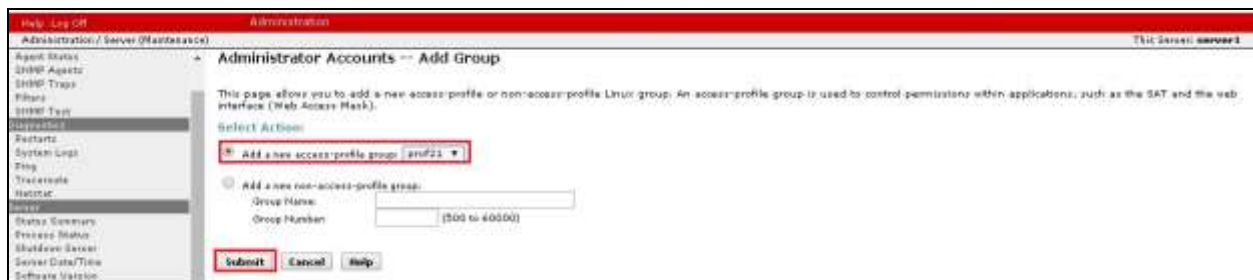 Help Log Off Administration
Administration / Server (Maintenance) This Server: server1
Agent Status
SNMP Agents
SNMP Traps
Filters
SNMP Test
Diagnostics
Restarts
System Logs
Ping
Traceroute
Netstat
Server
Status Summary
Process Status
Shutdown Server
Server Date/Time
Software Version
Administrator Accounts -- Add Group
This page allows you to add a new access-profile or non-access-profile Linux group. An access-profile group is used to control permissions within applications, such as the SAT and the web
interface (Web Access Mask).
Select Action:
Add a new access-profile group: prof21
Add a new non-access-profile group:
Group Name:
Group Number: (500 to 60000)
Submit Cancel Help